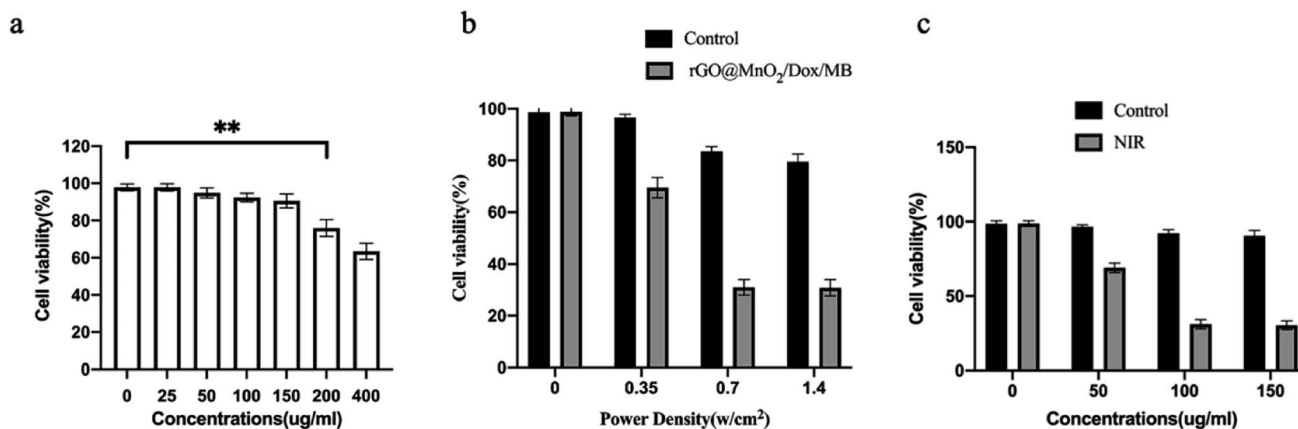 a
**
120
100
80
60
40
20
0
Cell viability(%)
0 25 50 100 150 200 400
Concentrations(ug/ml)
b
Control
rGO@MnO2/Dox/MB
100
80
60
40
20
0
Cell viability(%)
0 0.35 0.7 1.4
Power Density(w/cm²)
c
Control
NIR
150
100
50
0
Cell viability(%)
0 50 100 150
Concentrations(ug/ml)